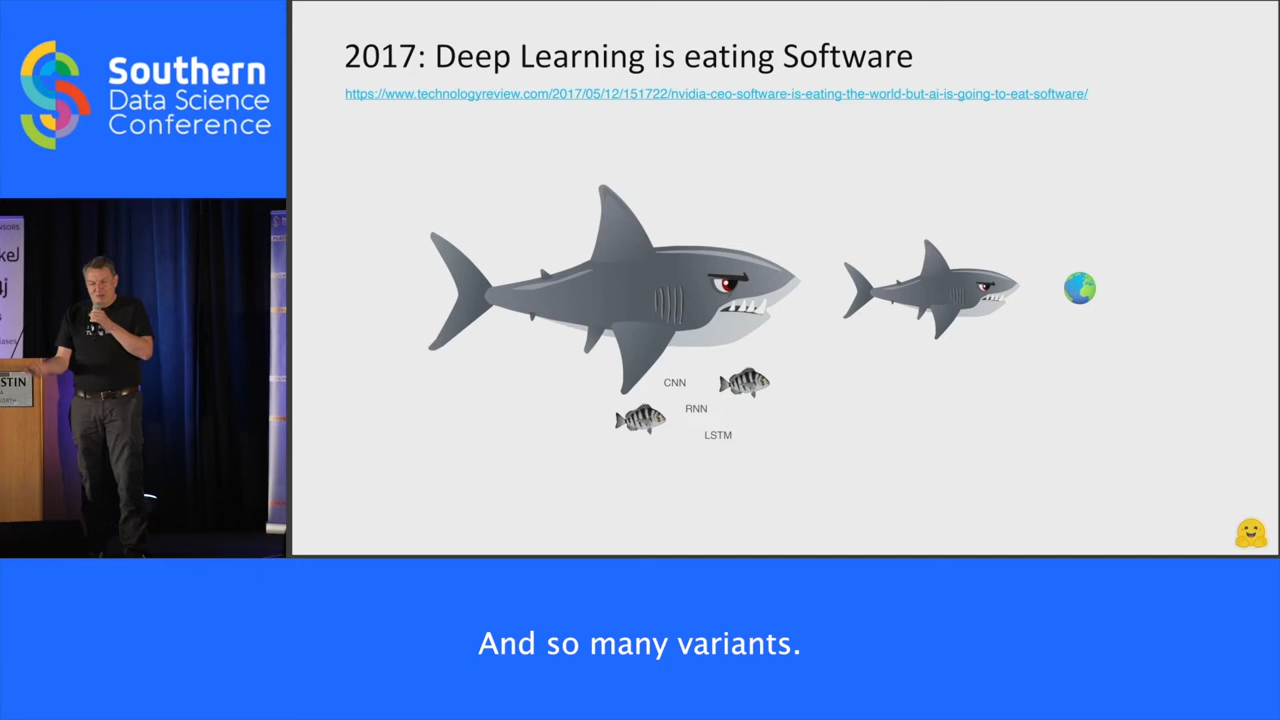 Southern
Data Science
Conference
2017: Deep Learning is eating Software
https://www.technologyreview.com/2017/05/12/151722/nvidia-ceo-software-is-eating-the-world-but-ai-is-going-to-eat-software/
CNN
RNN
LSTM
STIN
And so many variants.